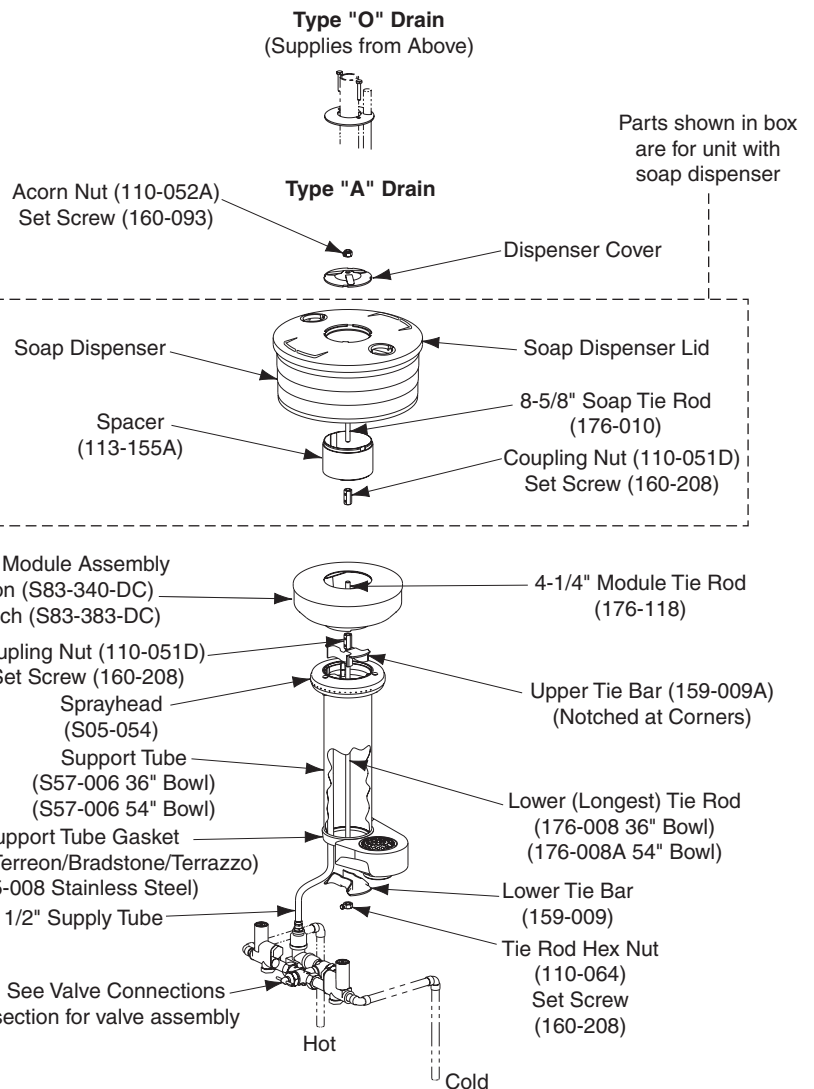 Type "O" Drain
(Supplies from Above)
Parts shown in box
are for unit with
soap dispenser
Acorn Nut (110-052A)
Set Screw (160-093)
Type "A" Drain
Dispenser Cover
Soap Dispenser
Soap Dispenser Lid
8-5/8" Soap Tie Rod
(176-010)
Spacer
(113-155A)
Coupling Nut (110-051D)
Set Screw (160-208)
Module Assembly
(S83-340-DC)
(S83-383-DC)
4-1/4" Module Tie Rod
(176-118)
Nut (110-051D)
Set Screw (160-208)
Sprayhead
(S05-054)
Upper Tie Bar (159-009A)
(Notched at Corners)
Support Tube
(S57-006 36" Bowl)
(S57-006 54" Bowl)
Lower (Longest) Tie Rod
(176-008 36" Bowl)
(176-008A 54" Bowl)
upport Tube Gasket
Terreon/Bradstone/Terrazzo)
5-008 Stainless Steel)
Lower Tie Bar
(159-009)
1/2" Supply Tube
Tie Rod Hex Nut
(110-064)
Set Screw
(160-208)
See Valve Connections
section for valve assembly
Hot
Cold